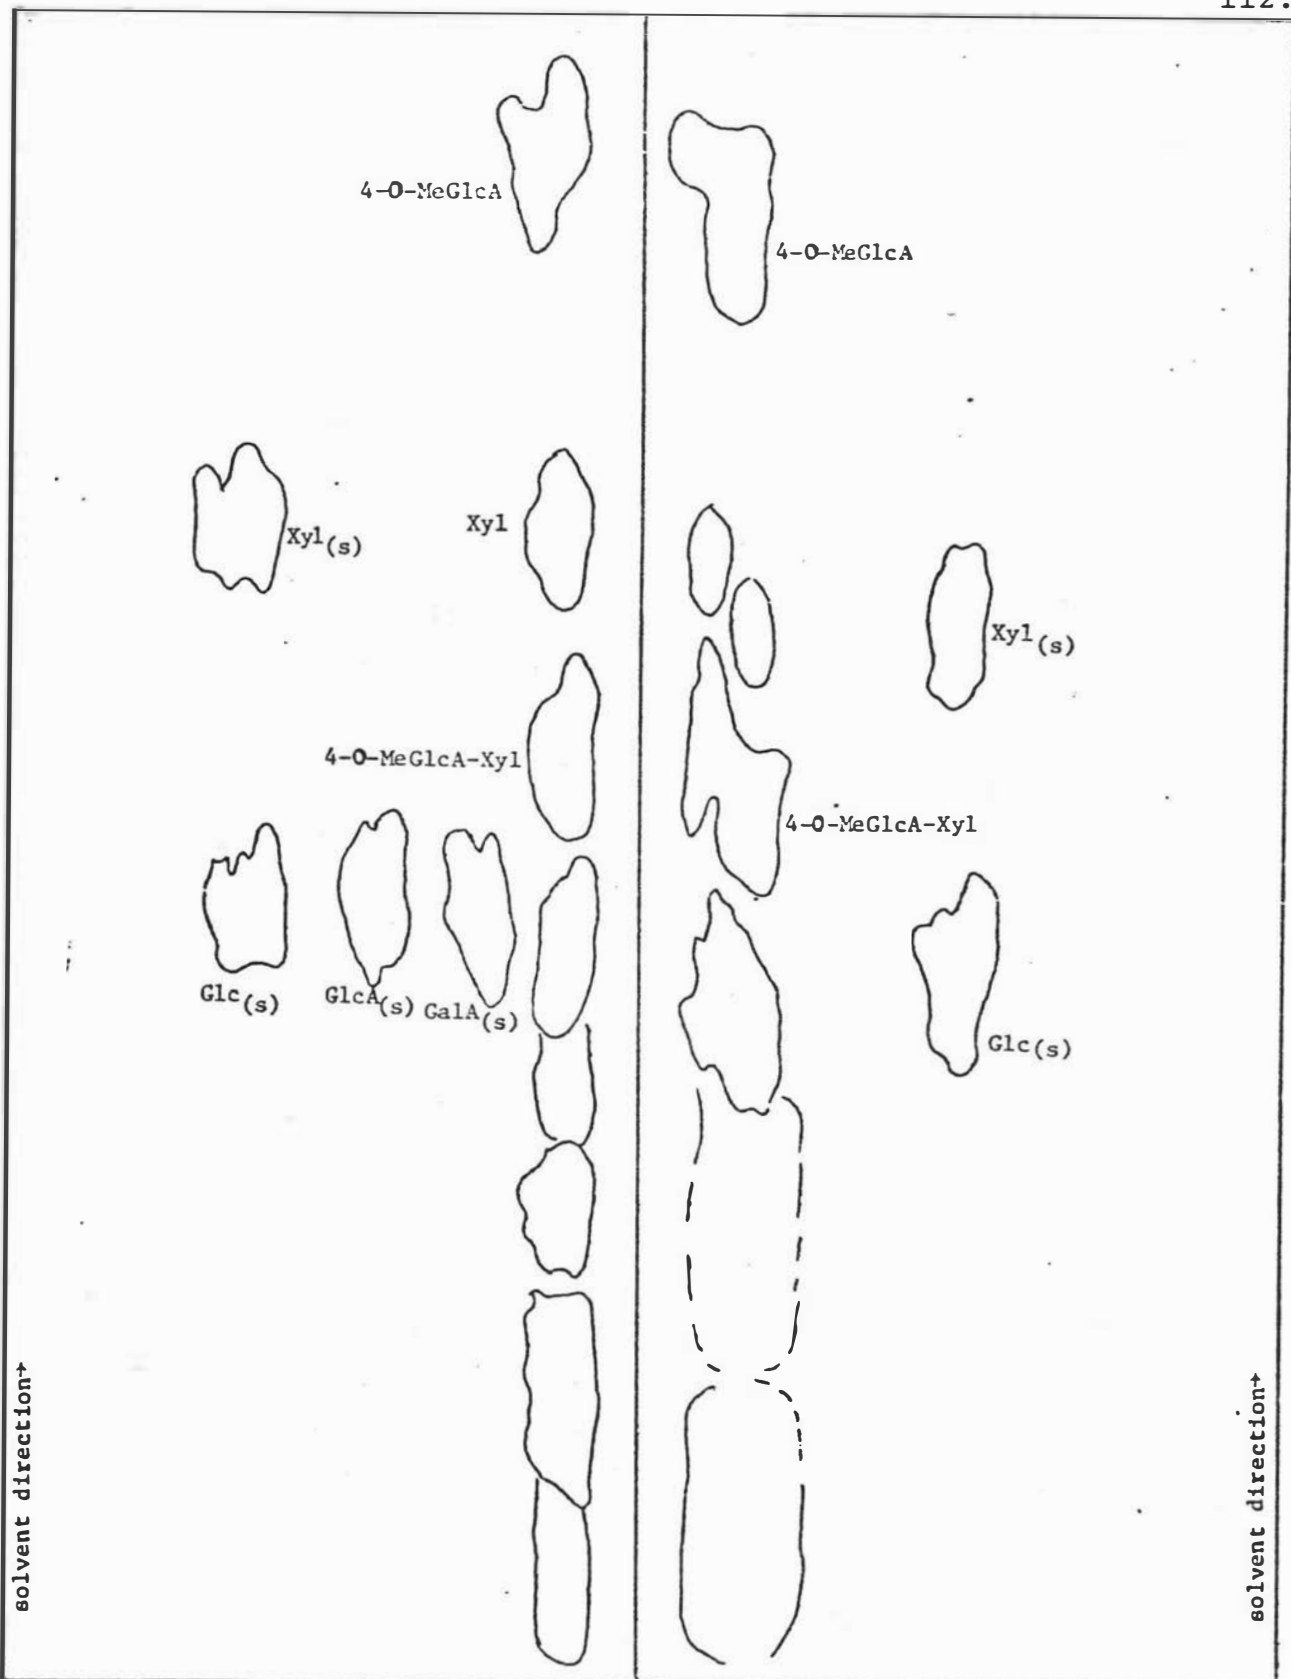 112.
4-O-MeGlcA
4-O-MeGlcA
Xyl(s)
Xyl
Xyl(s)
4-O-MeGlcA-Xyl
4-O-MeGlcA-Xyl
Glc(s)
GlcA(s)
GalA(s)
Glc(s)
solvent direction→
solvent direction→